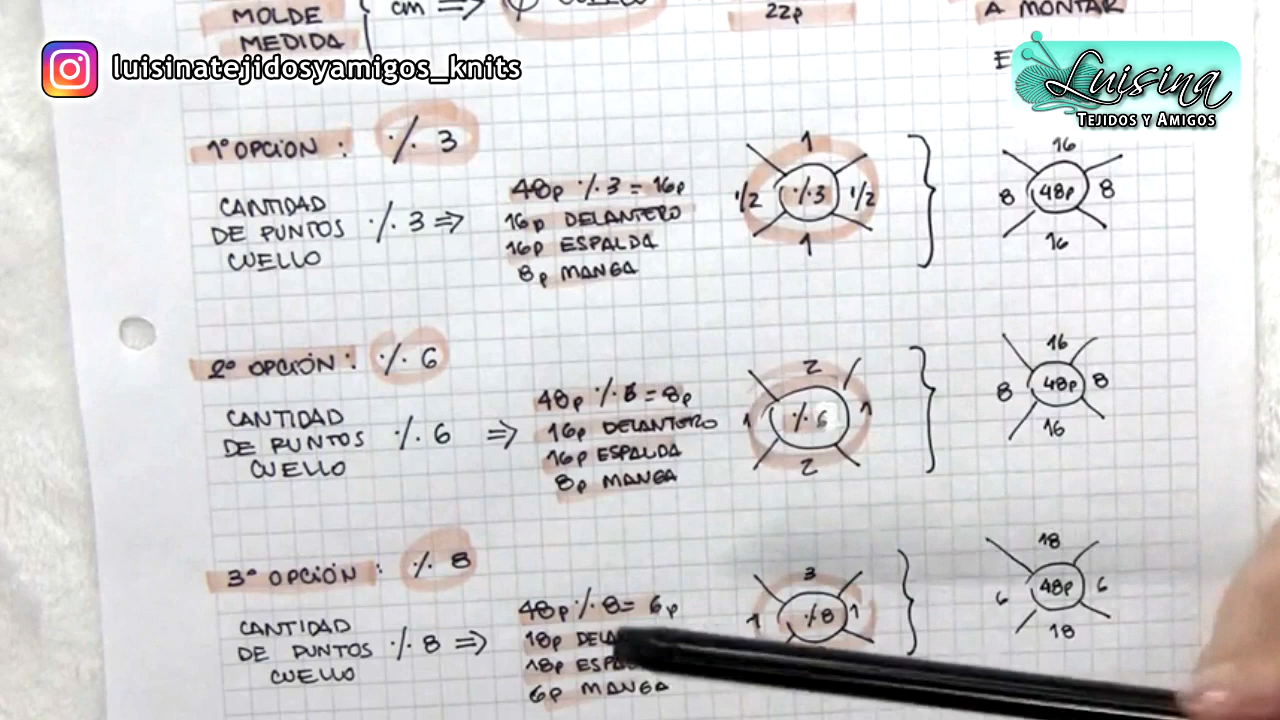 MOLDE
MEDIDA
cm =>
22p
A MONTAR
luisinatejidosyamigos_knits
Luisina
TEJIDOS Y AMIGOS
1º OPCION : ٪ 3
CANTIDAD
DE PUNTOS ٪ 3 =>
CUELLO
48p ٪ 3 = 16p
16p DELANTERO
16p ESPALDA
8p MANGA
1
1/2 ٪3 1/2
1
16
8 48p 8
16
2º OPCIÓN : ٪ 6
CANTIDAD
DE PUNTOS ٪ 6 =>
CUELLO
48p ٪ 6 = 8p
16p DELANTERO
16p ESPALDA
8p MANGA
2
1 ٪ 6 1
2
16
8 48p 8
16
3º OPCIÓN : ٪ 8
CANTIDAD
DE PUNTOS ٪ 8 =>
CUELLO
48p ٪ 8 = 6p
18p
18p
6p MANGA
3
1 ٪8 1
18
6 48p 6
18